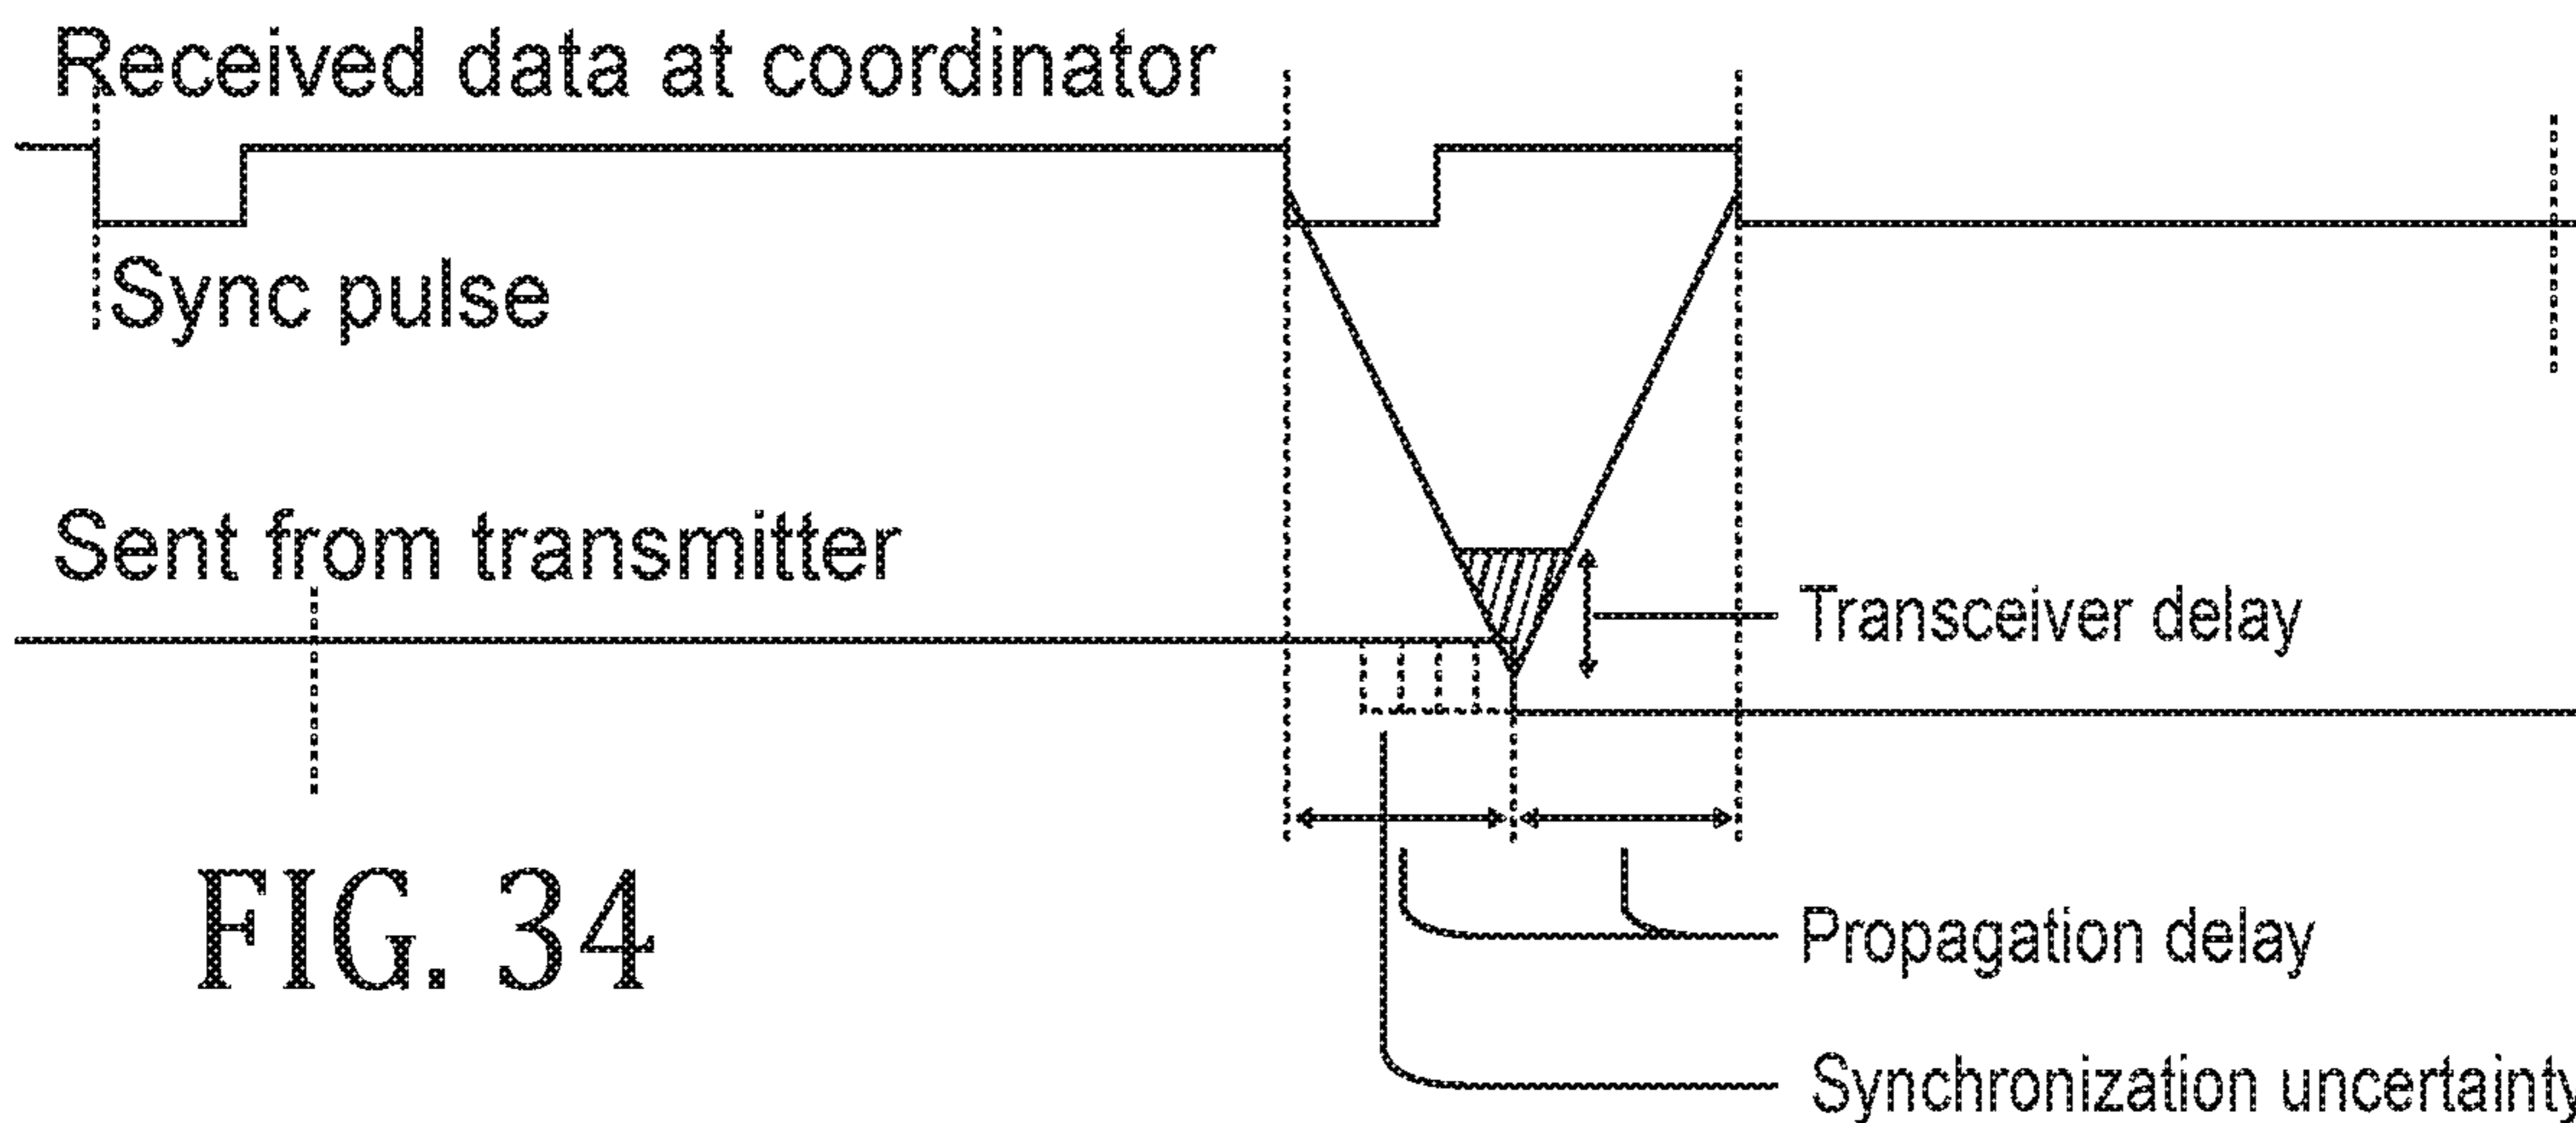 Received data at coordinator
Sync pulse
Sent from transmitter
Transceiver delay
Propagation delay
Synchronization uncertainty
FIG. 34